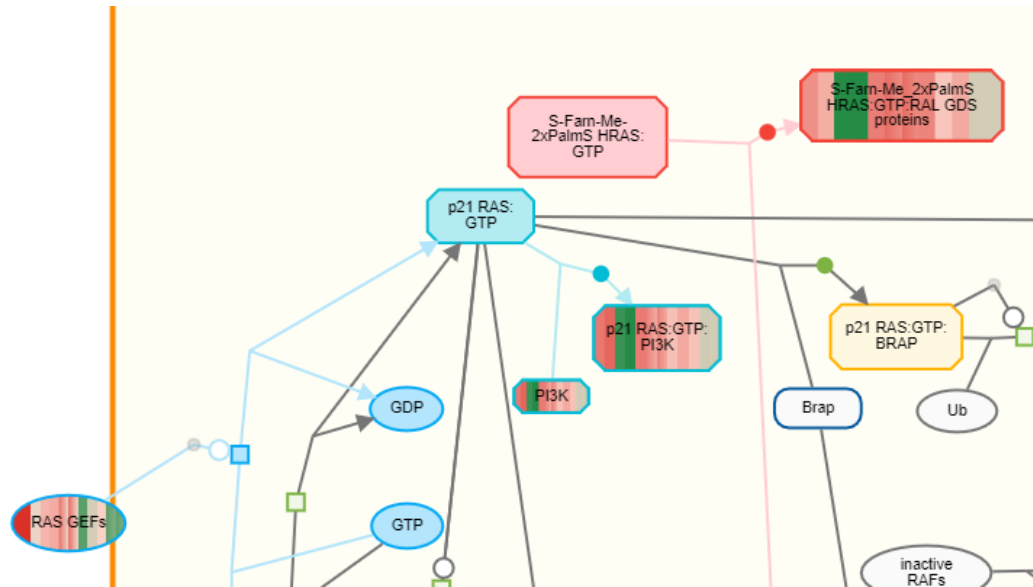 S-Farn-Me_2xPalmS
HRAS:GTP:RAL GDS
proteins
S-Farn-Me-
2xPalmS HRAS:
GTP
p21 RAS:
GTP
p21 RAS:GTP:
PI3K
p21 RAS:GTP:
BRAP
PI3K
GDP
Brap
Ub
RAS GEFs
GTP
inactive
RAFs